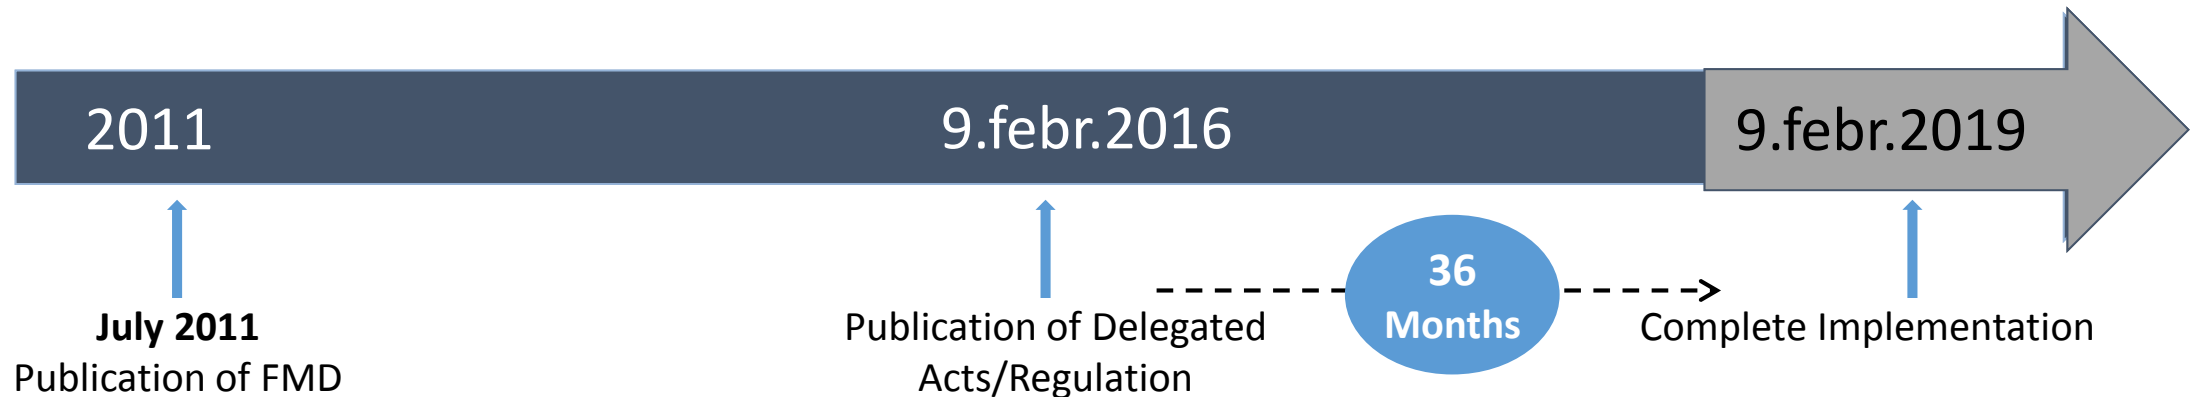 2011
9.febr.2016
9.febr.2019
July 2011
Publication of FMD
Publication of Delegated
Acts/Regulation
36
Months
Complete Implementation